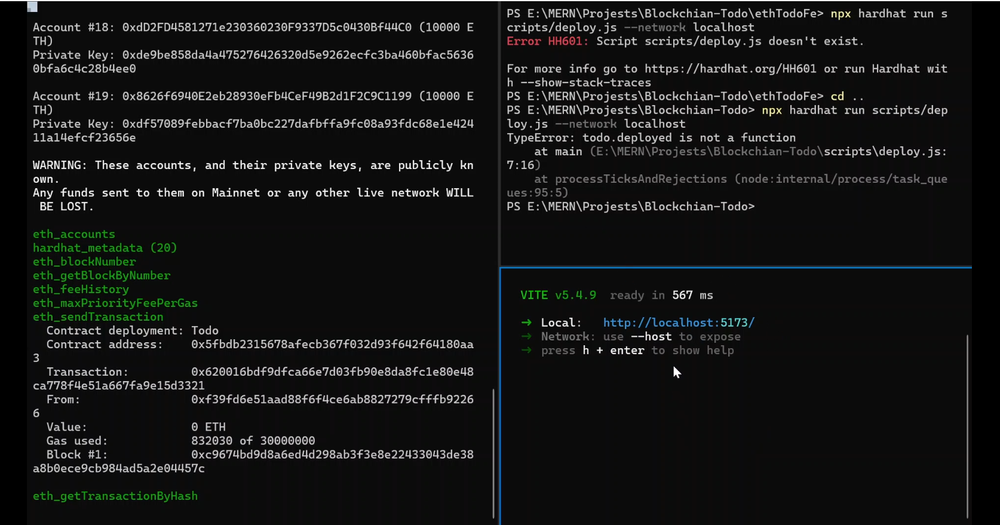 Account #18: 0xdD2FD4581271e230360230F9337D5c0430Bf44C0 (10000 E
TH)
Private Key: 0xde9be858da4a475276426320d5e9262ecfc3ba460bfac5636
0bfa6c4c28b4ee0
Account #19: 0x8626f6940E2eb28930eFb4CeF49B2d1F2C9C1199 (10000 E
TH)
Private Key: 0xdf57089febbacf7ba0bc227dafbffa9fc08a93fdc68e1e424
11a14efcf23656e
WARNING: These accounts, and their private keys, are publicly kn
own.
Any funds sent to them on Mainnet or any other live network WILL
BE LOST.
eth_accounts
hardhat_metadata (20)
eth_blockNumber
eth_getBlockByNumber
eth_feeHistory
eth_maxPriorityFeePerGas
eth_sendTransaction
Contract deployment: Todo
Contract address: 0x5fbdb2315678afecb367f032d93f642f64180aa
3
Transaction: 0x620016bdf9dfca66e7d03fb90e8da8fc1e80e48
ca778f4e51a667fa9e15d3321
From: 0xf39fd6e51aad88f6f4ce6ab8827279cfffb9226
6
Value: 0 ETH
Gas used: 832030 of 30000000
Block #1: 0xc9674bd9d8a6ed4d298ab3f3e8e22433043de38
a8b0ece9cb984ad5a2e04457c
eth_getTransactionByHash
PS E:\MERN\Projests\Blockchian-Todo\ethTodoFe> npx hardhat run s
cripts/deploy.js --network localhost
Error HH601: Script scripts/deploy.js doesn't exist.
For more info go to https://hardhat.org/HH601 or run Hardhat wit
h --show-stack-traces
PS E:\MERN\Projests\Blockchian-Todo\ethTodoFe> cd ..
PS E:\MERN\Projests\Blockchian-Todo> npx hardhat run scripts/dep
loy.js --network localhost
TypeError: todo.deployed is not a function
at main (E:\MERN\Projests\Blockchian-Todo\scripts\deploy.js:
7:16)
at processTicksAndRejections (node:internal/process/task_que
ues:95:5)
PS E:\MERN\Projests\Blockchian-Todo>
VITE v5.4.9 ready in 567 ms
→ Local: http://localhost:5173/
→ Network: use --host to expose
→ press h + enter to show help